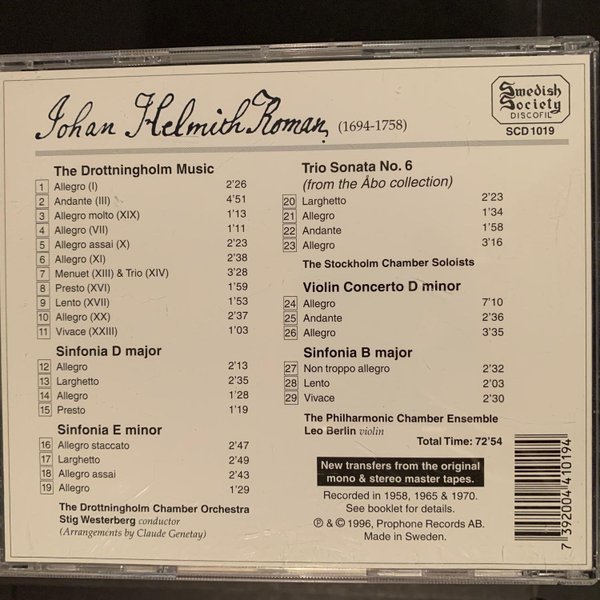 Johan Helmich Roman (1694-1758)
Swedish
Society
DISCOFIL
SCD 1019
The Drottningholm Music
1 Allegro (I) 2'26
2 Andante (III) 4'51
3 Allegro molto (XIX) 1'13
4 Allegro (VII) 1'11
5 Allegro assai (X) 2'23
6 Allegro (XI) 2'38
7 Menuet (XIII) & Trio (XIV) 3'28
8 Presto (XVI) 1'59
9 Lento (XVII) 1'53
10 Allegro (XX) 2'37
11 Vivace (XXIII) 1'03
Sinfonia D major
12 Allegro 2'13
13 Larghetto 2'35
14 Allegro 1'28
15 Presto 1'19
Sinfonia E minor
16 Allegro staccato 2'47
17 Larghetto 2'49
18 Allegro assai 2'43
19 Allegro 1'29
The Drottningholm Chamber Orchestra
Stig Westerberg conductor
(Arrangements by Claude Genetay)
Trio Sonata No. 6
(from the Åbo collection)
20 Larghetto 2'23
21 Allegro 1'34
22 Andante 1'58
23 Allegro 3'16
The Stockholm Chamber Soloists
Violin Concerto D minor
24 Allegro 7'10
25 Andante 2'36
26 Allegro 3'35
Sinfonia B major
27 Non troppo allegro 2'32
28 Lento 2'03
29 Vivace 2'30
The Philharmonic Chamber Ensemble
Leo Berlin violin
Total Time: 72'54
New transfers from the original
mono & stereo master tapes.
Recorded in 1958, 1965 & 1970.
See booklet for details.
℗ & © 1996, Prophone Records AB.
Made in Sweden.
7 392004 410194